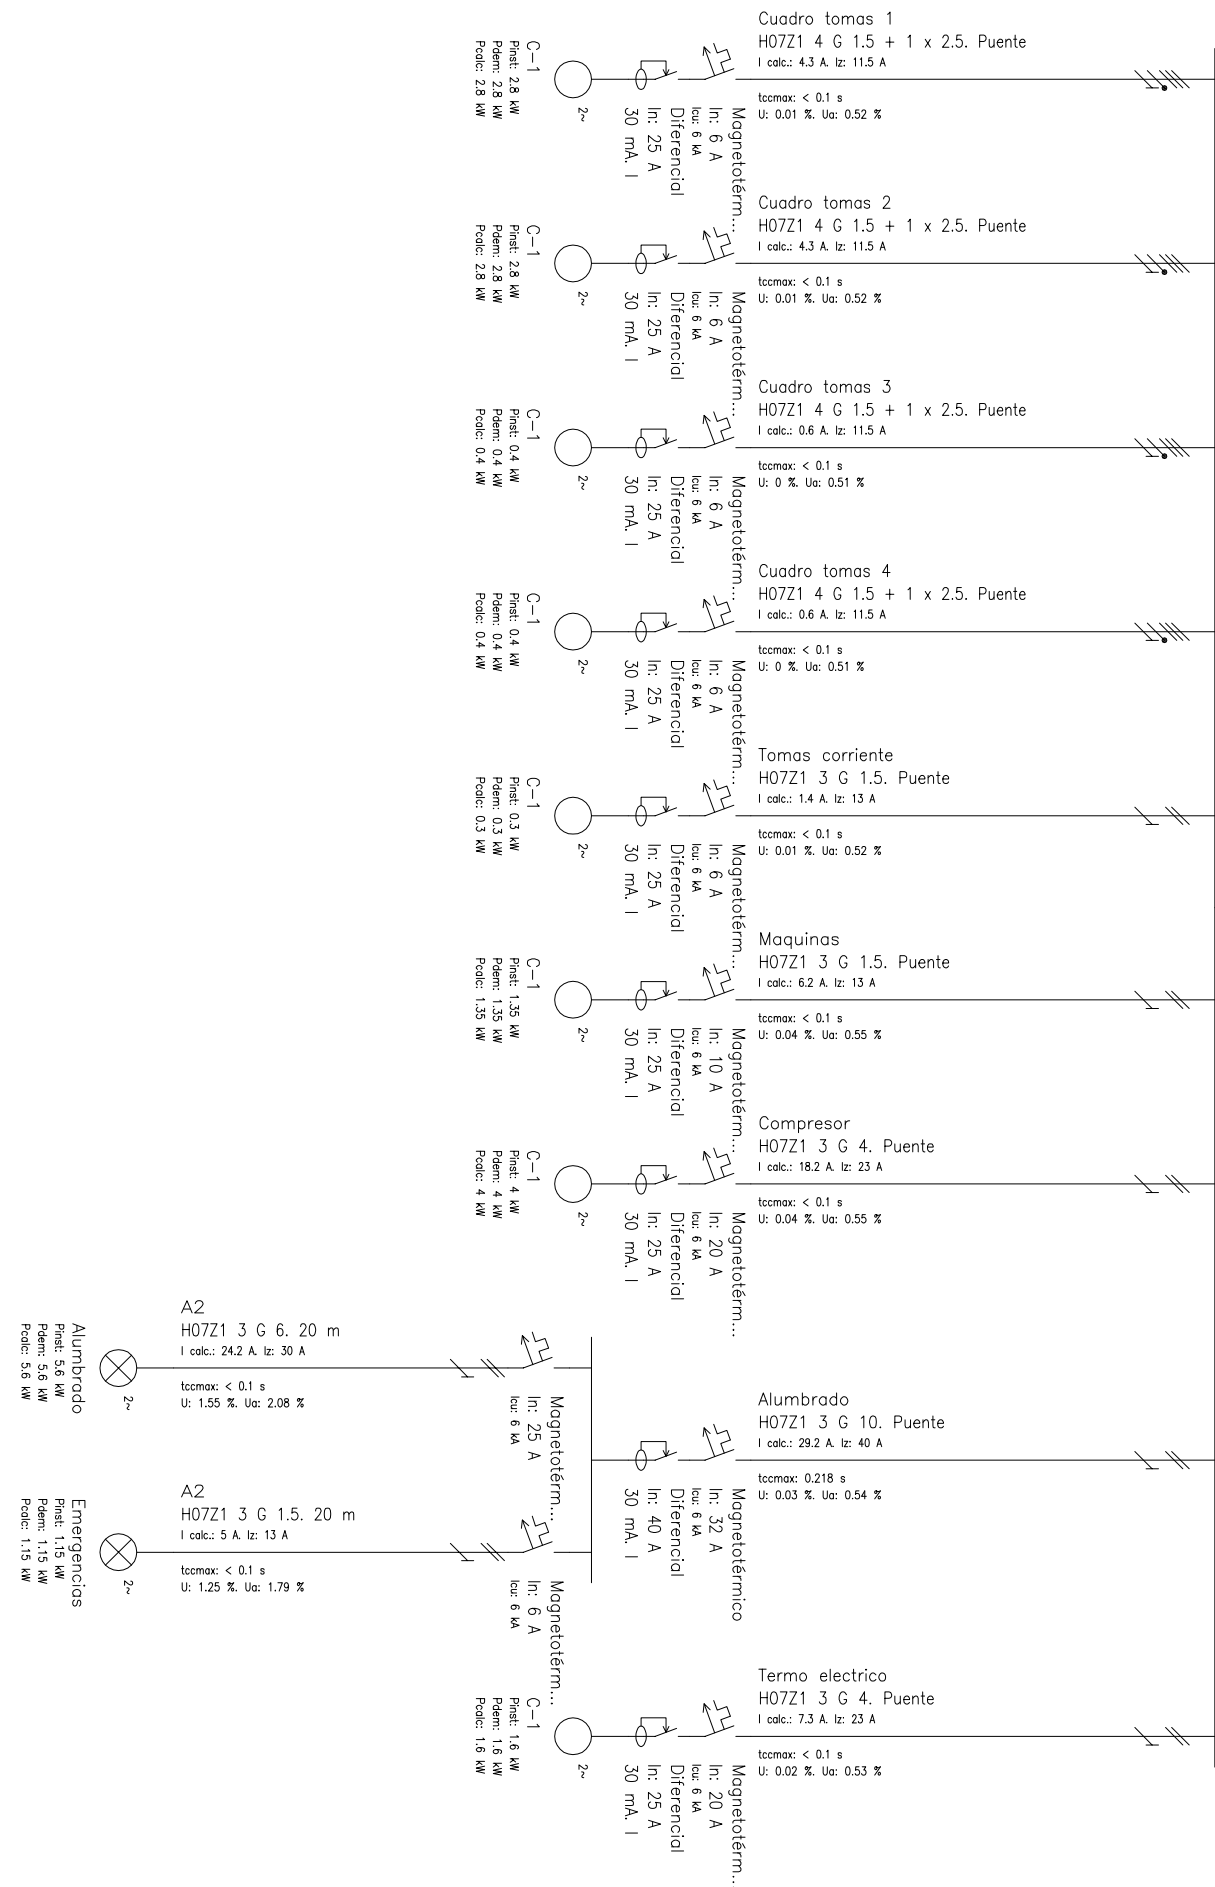 Cuadro tomas 1
H07Z1 4 G 1.5 + 1 x 2.5. Puente
I calc.: 4.3 A. Iz: 11.5 A
tccmax: < 0.1 s
U: 0.01 %. Ua: 0.52 %
Magnetotérm...
In: 6 A
Icu: 6 kA
Diferencial
In: 25 A
30 mA. I
2~
C-1
Pinst: 2.8 kW
Pdem: 2.8 kW
Pcalc: 2.8 kW
Cuadro tomas 2
H07Z1 4 G 1.5 + 1 x 2.5. Puente
I calc.: 4.3 A. Iz: 11.5 A
tccmax: < 0.1 s
U: 0.01 %. Ua: 0.52 %
Magnetotérm...
In: 6 A
Icu: 6 kA
Diferencial
In: 25 A
30 mA. I
2~
C-1
Pinst: 2.8 kW
Pdem: 2.8 kW
Pcalc: 2.8 kW
Cuadro tomas 3
H07Z1 4 G 1.5 + 1 x 2.5. Puente
I calc.: 0.6 A. Iz: 11.5 A
tccmax: < 0.1 s
U: 0 %. Ua: 0.51 %
Magnetotérm...
In: 6 A
Icu: 6 kA
Diferencial
In: 25 A
30 mA. I
2~
C-1
Pinst: 0.4 kW
Pdem: 0.4 kW
Pcalc: 0.4 kW
Cuadro tomas 4
H07Z1 4 G 1.5 + 1 x 2.5. Puente
I calc.: 0.6 A. Iz: 11.5 A
tccmax: < 0.1 s
U: 0 %. Ua: 0.51 %
Magnetotérm...
In: 6 A
Icu: 6 kA
Diferencial
In: 25 A
30 mA. I
2~
C-1
Pinst: 0.4 kW
Pdem: 0.4 kW
Pcalc: 0.4 kW
Tomas corriente
H07Z1 3 G 1.5. Puente
I calc.: 1.4 A. Iz: 13 A
tccmax: < 0.1 s
U: 0.01 %. Ua: 0.52 %
Magnetotérm...
In: 6 A
Icu: 6 kA
Diferencial
In: 25 A
30 mA. I
2~
C-1
Pinst: 0.3 kW
Pdem: 0.3 kW
Pcalc: 0.3 kW
Maquinas
H07Z1 3 G 1.5. Puente
I calc.: 6.2 A. Iz: 13 A
tccmax: < 0.1 s
U: 0.04 %. Ua: 0.55 %
Magnetotérm...
In: 10 A
Icu: 6 kA
Diferencial
In: 25 A
30 mA. I
2~
C-1
Pinst: 1.35 kW
Pdem: 1.35 kW
Pcalc: 1.35 kW
Compresor
H07Z1 3 G 4. Puente
I calc.: 18.2 A. Iz: 23 A
tccmax: < 0.1 s
U: 0.04 %. Ua: 0.55 %
Magnetotérm...
In: 20 A
Icu: 6 kA
Diferencial
In: 25 A
30 mA. I
2~
C-1
Pinst: 4 kW
Pdem: 4 kW
Pcalc: 4 kW
A2
H07Z1 3 G 6. 20 m
I calc.: 24.2 A. Iz: 30 A
tccmax: < 0.1 s
U: 1.55 %. Ua: 2.08 %
Magnetotérm...
In: 25 A
Icu: 6 kA
2~
Alumbrado
Pinst: 5.6 kW
Pdem: 5.6 kW
Pcalc: 5.6 kW
Alumbrado
H07Z1 3 G 10. Puente
I calc.: 29.2 A. Iz: 40 A
tccmax: 0.218 s
U: 0.03 %. Ua: 0.54 %
Magnetotérmico
In: 32 A
Icu: 6 kA
Diferencial
In: 40 A
30 mA. I
A2
H07Z1 3 G 1.5. 20 m
I calc.: 5 A. Iz: 13 A
tccmax: < 0.1 s
U: 1.25 %. Ua: 1.79 %
Magnetotérm...
In: 6 A
Icu: 6 kA
2~
Emergencias
Pinst: 1.15 kW
Pdem: 1.15 kW
Pcalc: 1.15 kW
Termo electrico
H07Z1 3 G 4. Puente
I calc.: 7.3 A. Iz: 23 A
tccmax: < 0.1 s
U: 0.02 %. Ua: 0.53 %
Magnetotérm...
In: 20 A
Icu: 6 kA
Diferencial
In: 25 A
30 mA. I
2~
C-1
Pinst: 1.6 kW
Pdem: 1.6 kW
Pcalc: 1.6 kW